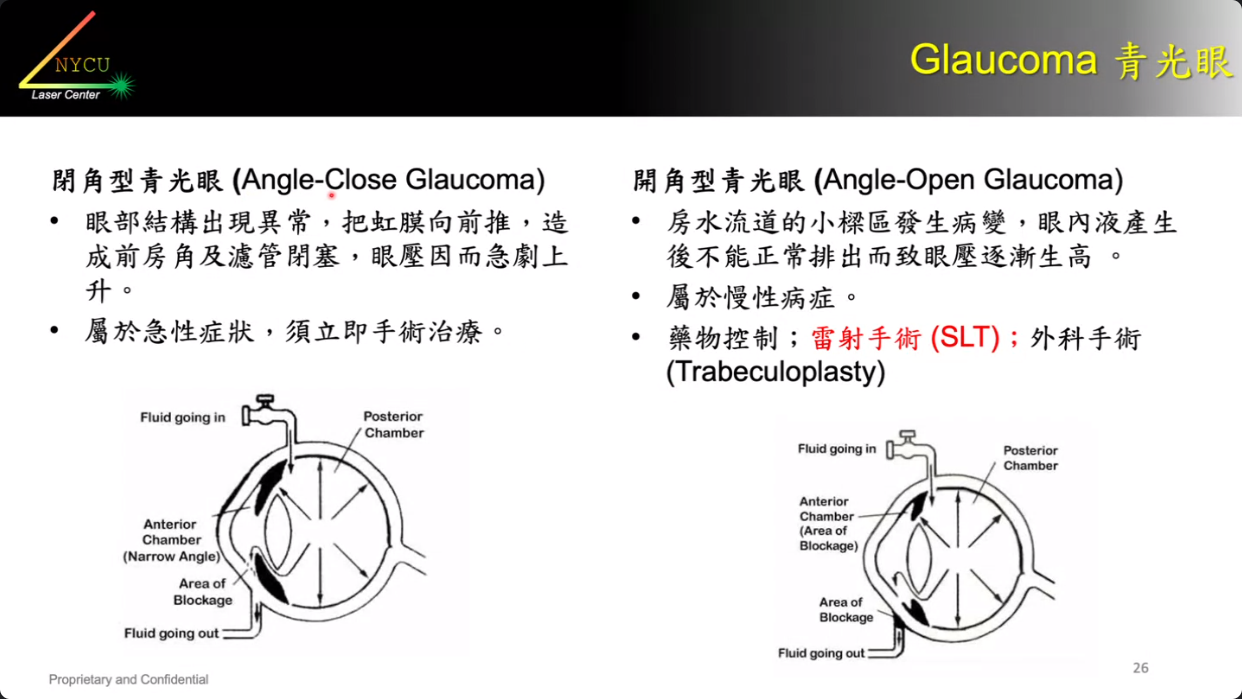 NYCU
Laser Center
Glaucoma 青光眼
閉角型青光眼 (Angle-Close Glaucoma)
• 眼部結構出現異常，把虹膜向前推，造
成前房角及濾管閉塞，眼壓因而急劇上
升。
• 屬於急性症狀，須立即手術治療。
Fluid going in
Posterior
Chamber
Anterior
Chamber
(Narrow Angle)
Area of
Blockage
Fluid going out
開角型青光眼 (Angle-Open Glaucoma)
• 房水流道的小樑區發生病變，眼內液產生
後不能正常排出而致眼壓逐漸生高 。
• 屬於慢性病症。
• 藥物控制；雷射手術 (SLT)；外科手術
(Trabeculoplasty)
Fluid going in
Posterior
Chamber
Anterior
Chamber
(Area of
Blockage)
Area of
Blockage
Fluid going out
Proprietary and Confidential
26